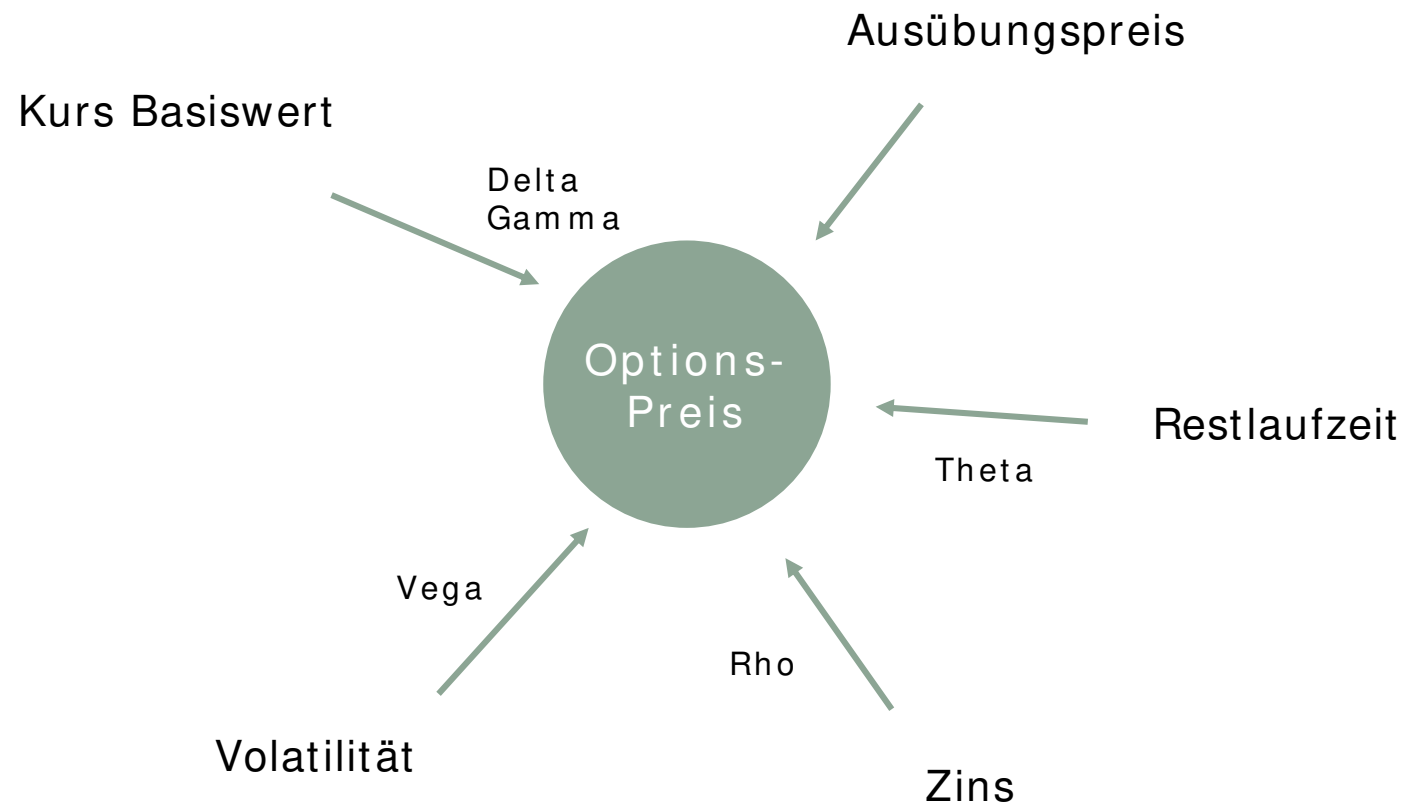 Ausübungspreis
Kurs Basiswert
Delta
Gamma
Options-
Preis
Restlaufzeit
Theta
Vega
Rho
Volatilität
Zins